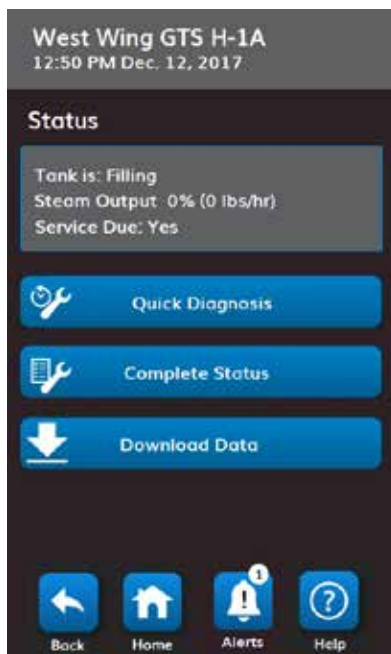 West Wing GTS H-1A
12:50 PM Dec. 12, 2017
Status
Tank is: Filling
Steam Output 0% (0 lbs/hr)
Service Due: Yes
Quick Diagnosis
Complete Status
Download Data
1
Back
Home
Alerts
Help